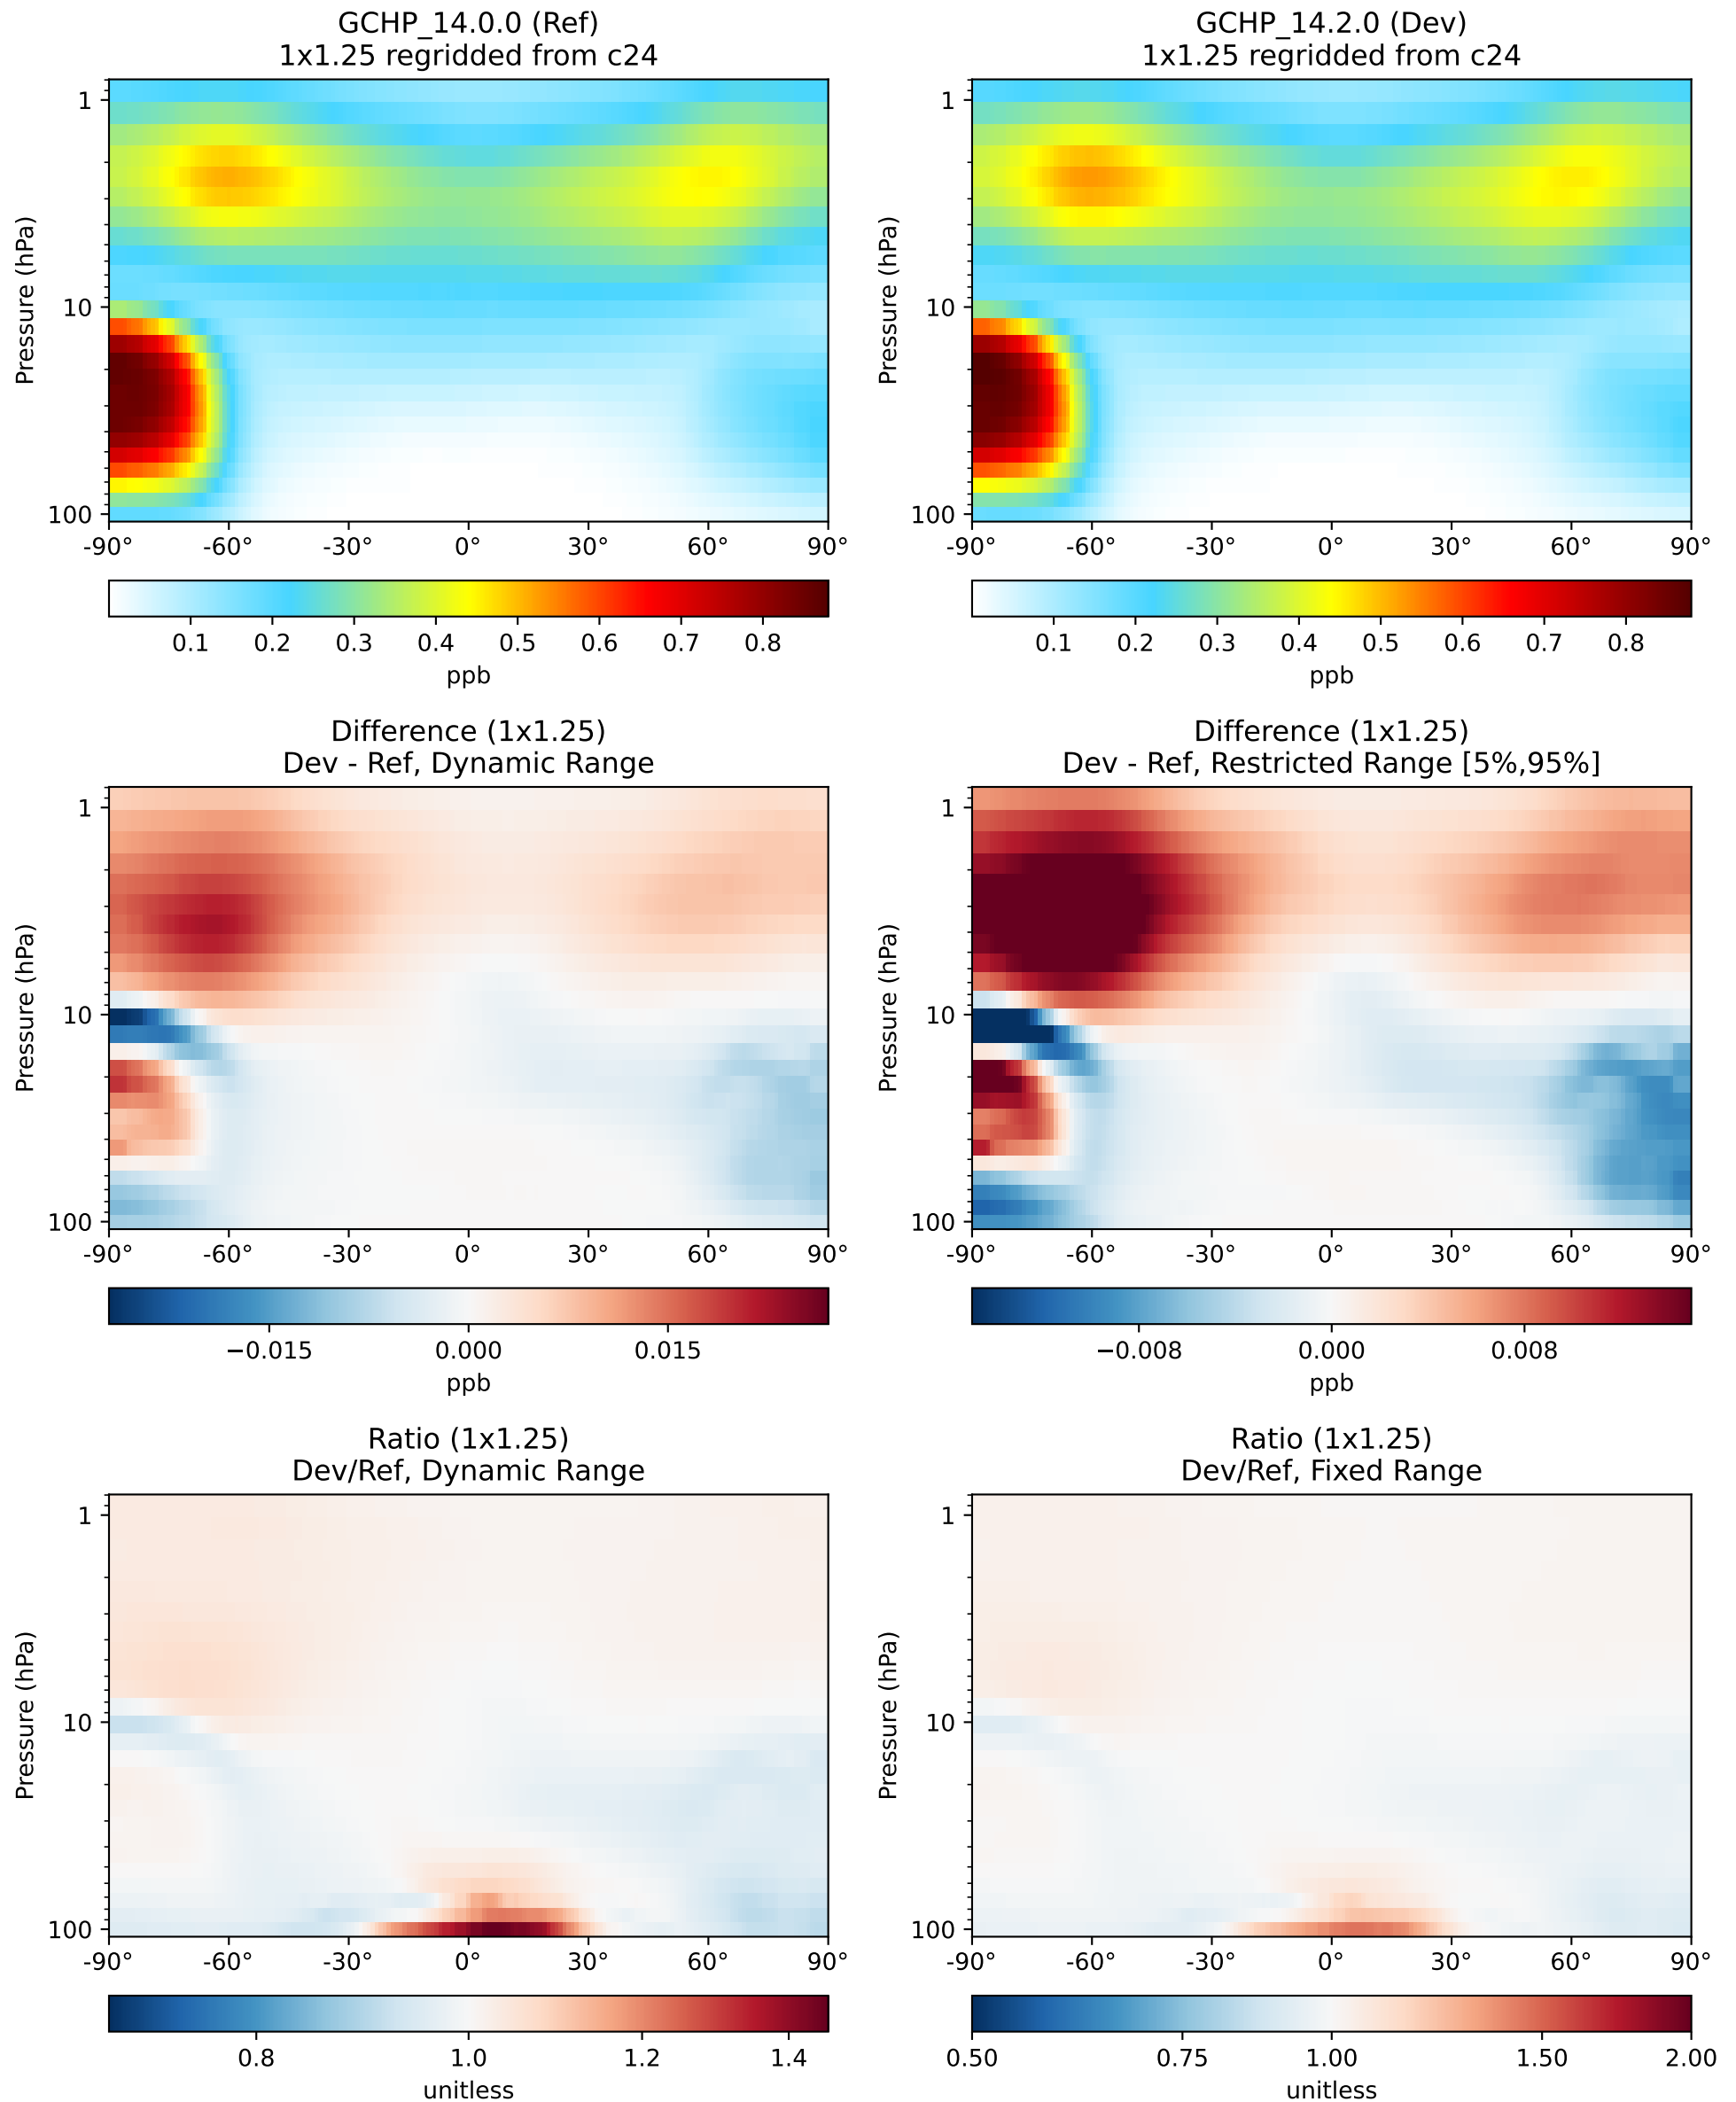 GCHP_14.0.0 (Ref)
1x1.25 regridded from c24
Pressure (hPa)
1
10
100
-90° -60° -30° 0° 30° 60° 90°
0.1 0.2 0.3 0.4 0.5 0.6 0.7 0.8
ppb
GCHP_14.2.0 (Dev)
1x1.25 regridded from c24
Pressure (hPa)
1
10
100
-90° -60° -30° 0° 30° 60° 90°
0.1 0.2 0.3 0.4 0.5 0.6 0.7 0.8
ppb
Difference (1x1.25)
Dev - Ref, Dynamic Range
Pressure (hPa)
1
10
100
-90° -60° -30° 0° 30° 60° 90°
−0.015 0.000 0.015
ppb
Difference (1x1.25)
Dev - Ref, Restricted Range [5%,95%]
Pressure (hPa)
1
10
100
-90° -60° -30° 0° 30° 60° 90°
−0.008 0.000 0.008
ppb
Ratio (1x1.25)
Dev/Ref, Dynamic Range
Pressure (hPa)
1
10
100
-90° -60° -30° 0° 30° 60° 90°
0.8 1.0 1.2 1.4
unitless
Ratio (1x1.25)
Dev/Ref, Fixed Range
Pressure (hPa)
1
10
100
-90° -60° -30° 0° 30° 60° 90°
0.50 0.75 1.00 1.50 2.00
unitless